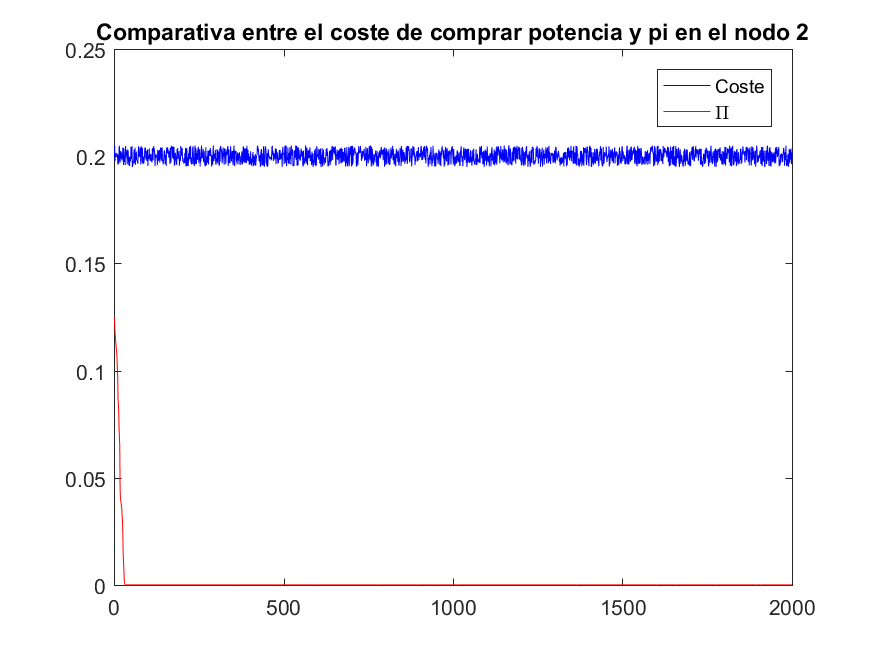 Comparativa entre el coste de comprar potencia y pi en el nodo 2
0.25
Coste
Π
0.2
0.15
0.1
0.05
0
0 500 1000 1500 2000